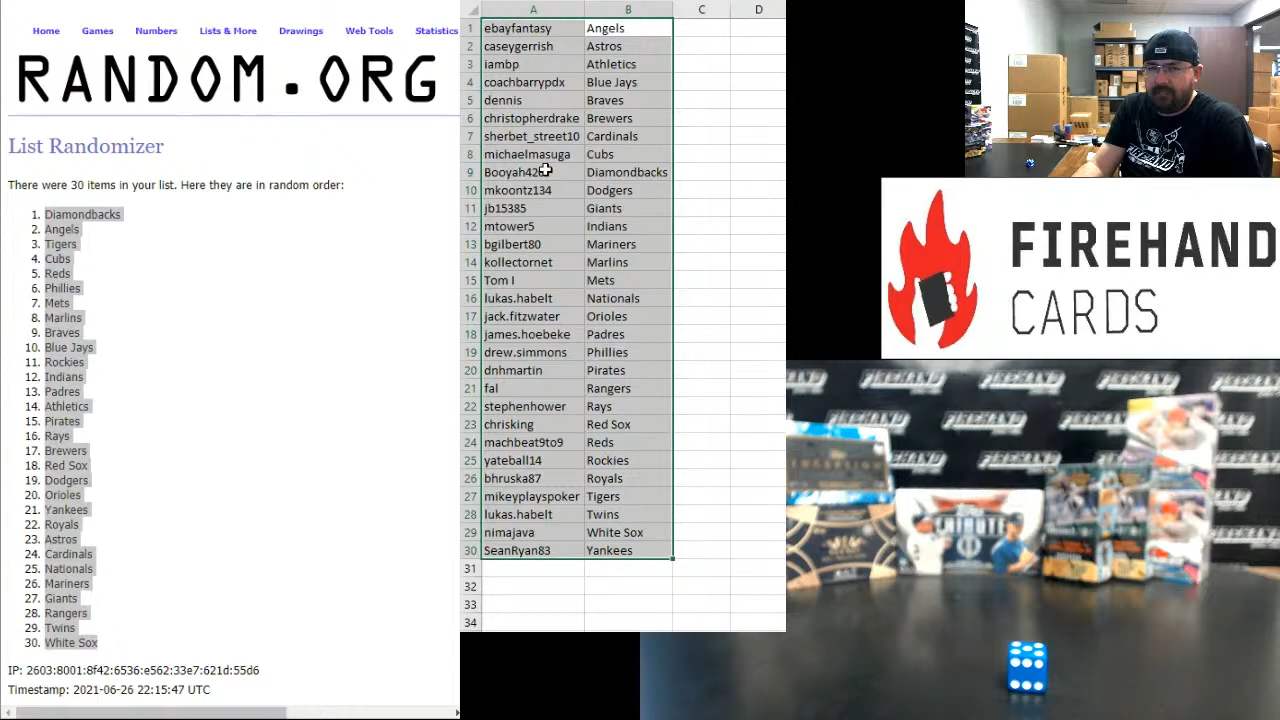 Home Games Numbers Lists & More Drawings Web Tools Statistics
RANDOM.ORG
List Randomizer
There were 30 items in your list. Here they are in random order:
1. Diamondbacks
2. Angels
3. Tigers
4. Cubs
5. Reds
6. Phillies
7. Mets
8. Marlins
9. Braves
10. Blue Jays
11. Rockies
12. Indians
13. Padres
14. Athletics
15. Pirates
16. Rays
17. Brewers
18. Red Sox
19. Dodgers
20. Orioles
21. Yankees
22. Royals
23. Astros
24. Cardinals
25. Nationals
26. Mariners
27. Giants
28. Rangers
29. Twins
30. White Sox
IP: 2603:8001:8f42:6536:e562:33e7:621d:55d6
Timestamp: 2021-06-26 22:15:47 UTC
A B C D
1 ebayfantasy Angels
2 caseygerrish Astros
3 iambp Athletics
4 coachbarrypdx Blue Jays
5 dennis Braves
6 christopherdrake Brewers
7 sherbet_street10 Cardinals
8 michaelmasuga Cubs
9 Diamondbacks
10 mkoontz134 Dodgers
11 jb15385 Giants
12 mtower5 Indians
13 bgilbert80 Mariners
14 kollectornet Marlins
15 Tom I Mets
16 lukas.habelt Nationals
17 jack.fitzwater Orioles
18 james.hoebeke Padres
19 drew.simmons Phillies
20 dnhmartin Pirates
21 fal Rangers
22 stephenhower Rays
23 chrisking Red Sox
24 machbeat9to9 Reds
25 yateball14 Rockies
26 bhruska87 Royals
27 mikeyplayspoker Tigers
28 lukas.habelt Twins
29 nimajava White Sox
30 SeanRyan83 Yankees
31
32
33
34
FIREHAND
CARDS
TRIBUTE